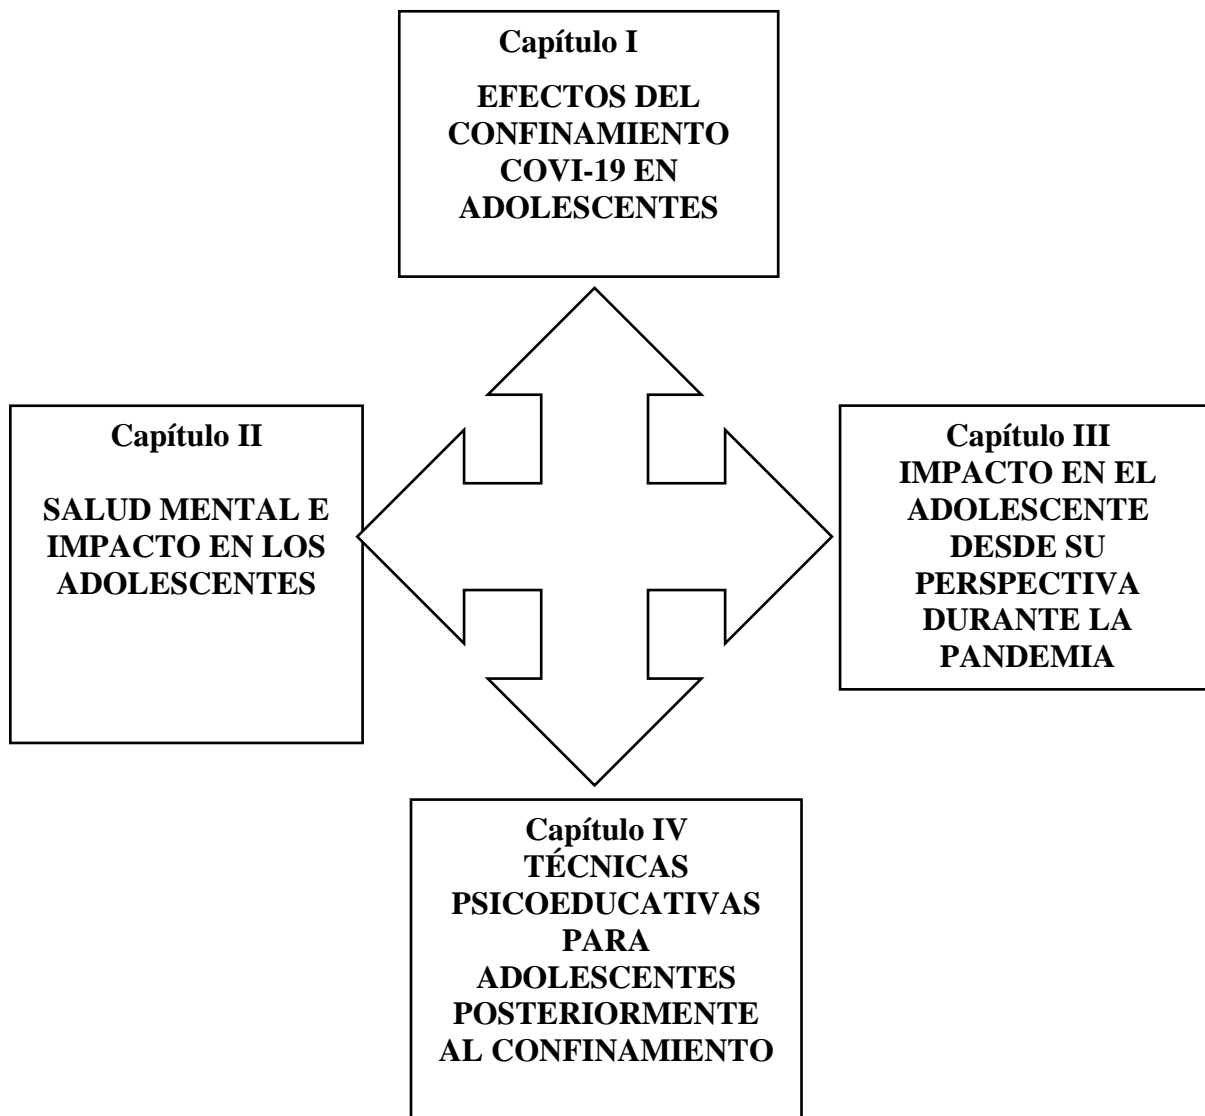 Capítulo I
EFECTOS DEL
CONFINAMIENTO
COVI-19 EN
ADOLESCENTES
Capítulo II
SALUD MENTAL E
IMPACTO EN LOS
ADOLESCENTES
Capítulo III
IMPACTO EN EL
ADOLESCENTE
DESDE SU
PERSPECTIVA
DURANTE LA
PANDEMIA
Capítulo IV
TÉCNICAS
PSICOEDUCATIVAS
PARA
ADOLESCENTES
POSTERIORMENTE
AL CONFINAMIENTO